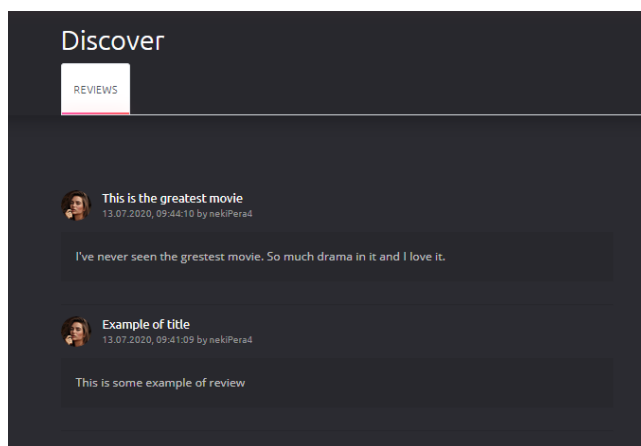 Discover
REVIEWS
This is the greatest movie
13.07.2020, 09:44:10 by nekiPera4
I've never seen the grestest movie. So much drama in it and I love it.
Example of title
13.07.2020, 09:41:09 by nekiPera4
This is some example of review